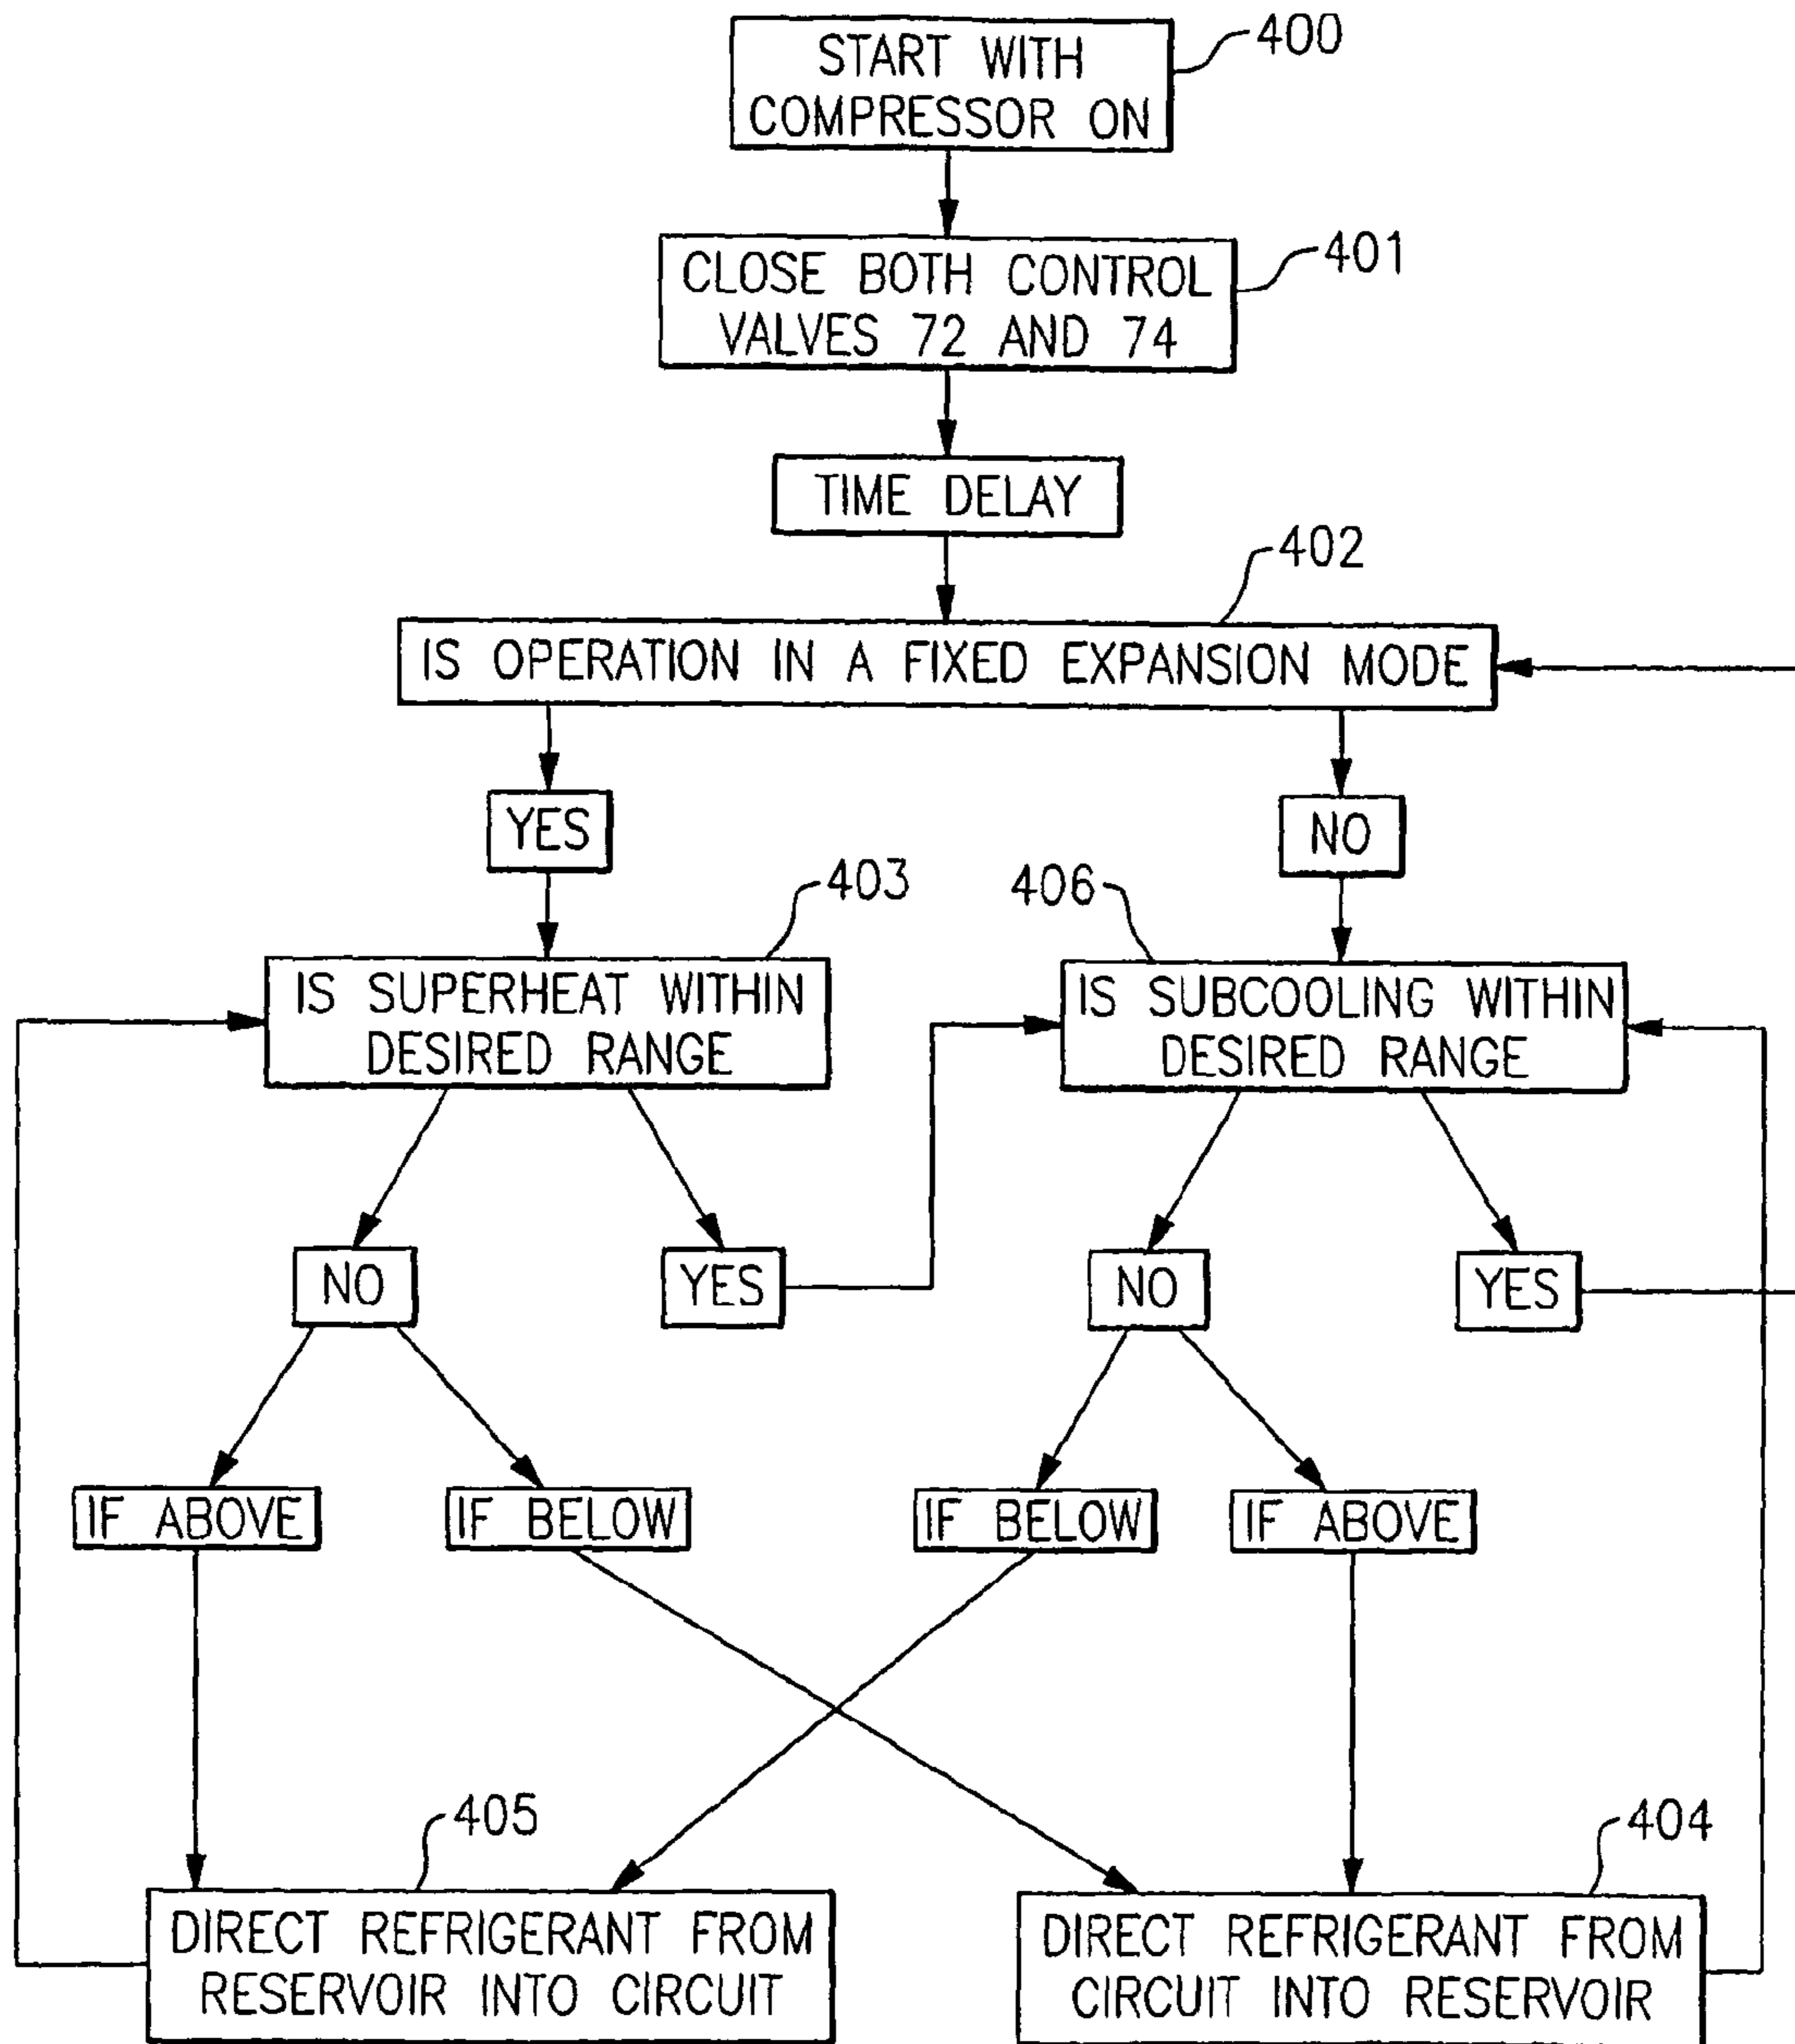 START WITH
COMPRESSOR ON
400
CLOSE BOTH CONTROL
VALVES 72 AND 74
401
TIME DELAY
402
IS OPERATION IN A FIXED EXPANSION MODE
YES
NO
403
406
IS SUPERHEAT WITHIN
DESIRED RANGE
IS SUBCOOLING WITHIN
DESIRED RANGE
NO
YES
NO
YES
IF ABOVE
IF BELOW
IF BELOW
IF ABOVE
405
404
DIRECT REFRIGERANT FROM
RESERVOIR INTO CIRCUIT
DIRECT REFRIGERANT FROM
CIRCUIT INTO RESERVOIR